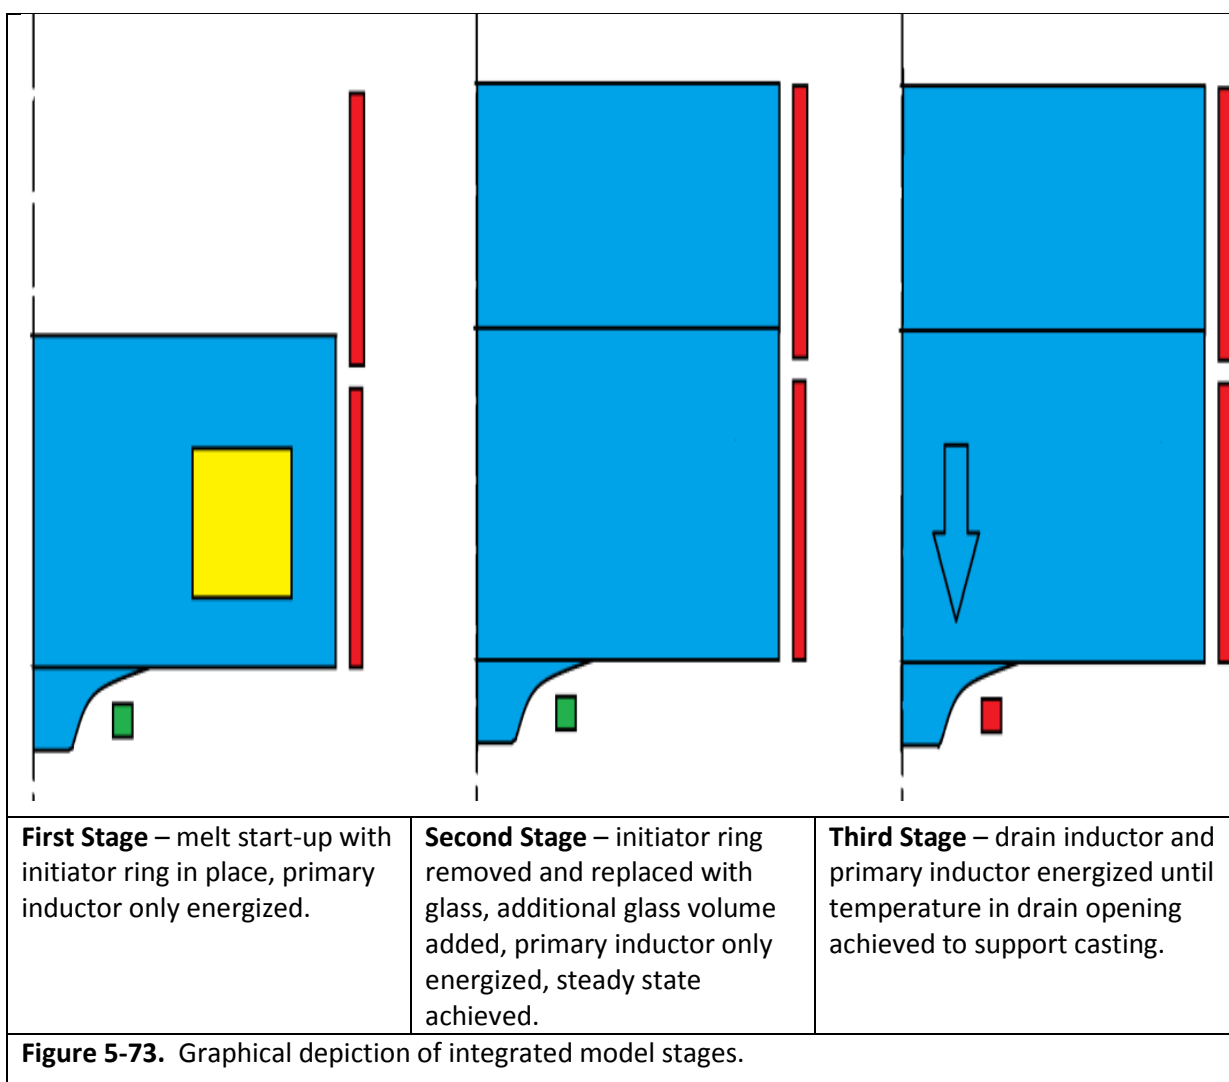 First Stage – melt start-up with
initiator ring in place, primary
inductor only energized.
Second Stage – initiator ring
removed and replaced with
glass, additional glass volume
added, primary inductor only
energized, steady state
achieved.
Third Stage – drain inductor and
primary inductor energized until
temperature in drain opening
achieved to support casting.
Figure 5-73.  Graphical depiction of integrated model stages.